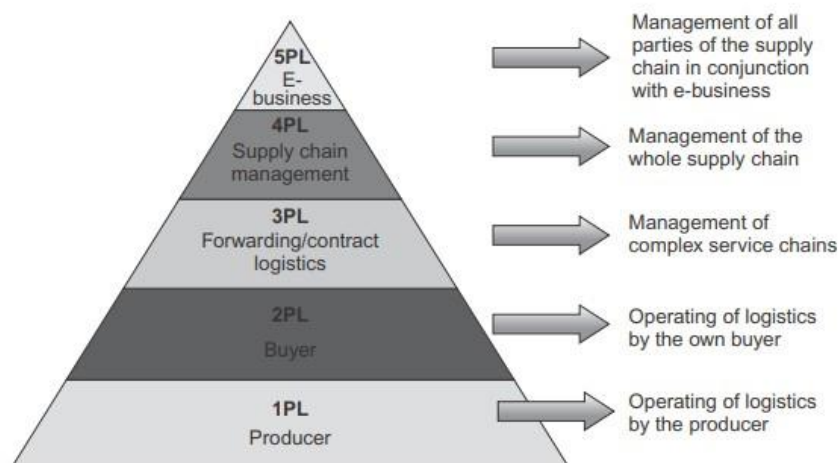 5PL
E-
business
Management of all
parties of the supply
chain in conjunction
with e-business
4PL
Supply chain
management
Management of the
whole supply chain
3PL
Forwarding/contract
logistics
Management of
complex service chains
2PL
Buyer
Operating of logistics
by the own buyer
1PL
Producer
Operating of logistics
by the producer